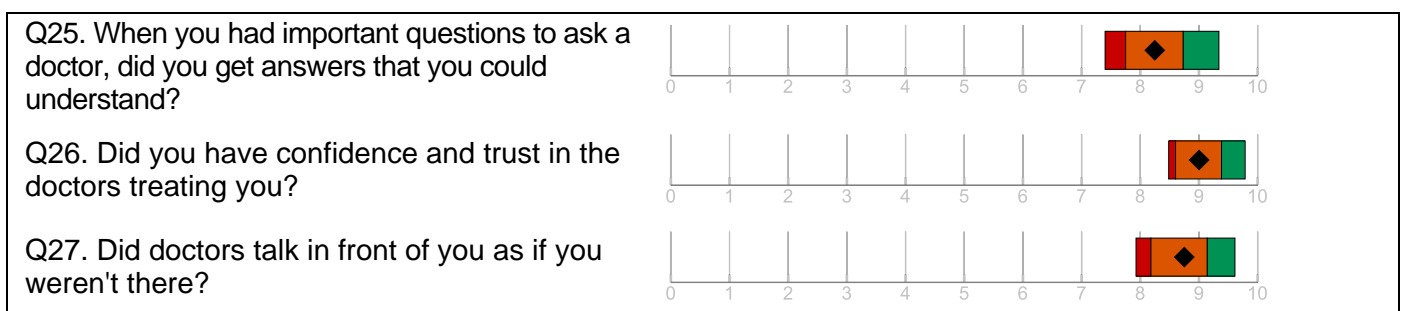 Q25. When you had important questions to ask a
doctor, did you get answers that you could
understand?
0 1 2 3 4 5 6 7 8 9 10
Q26. Did you have confidence and trust in the
doctors treating you?
0 1 2 3 4 5 6 7 8 9 10
Q27. Did doctors talk in front of you as if you
weren't there?
0 1 2 3 4 5 6 7 8 9 10